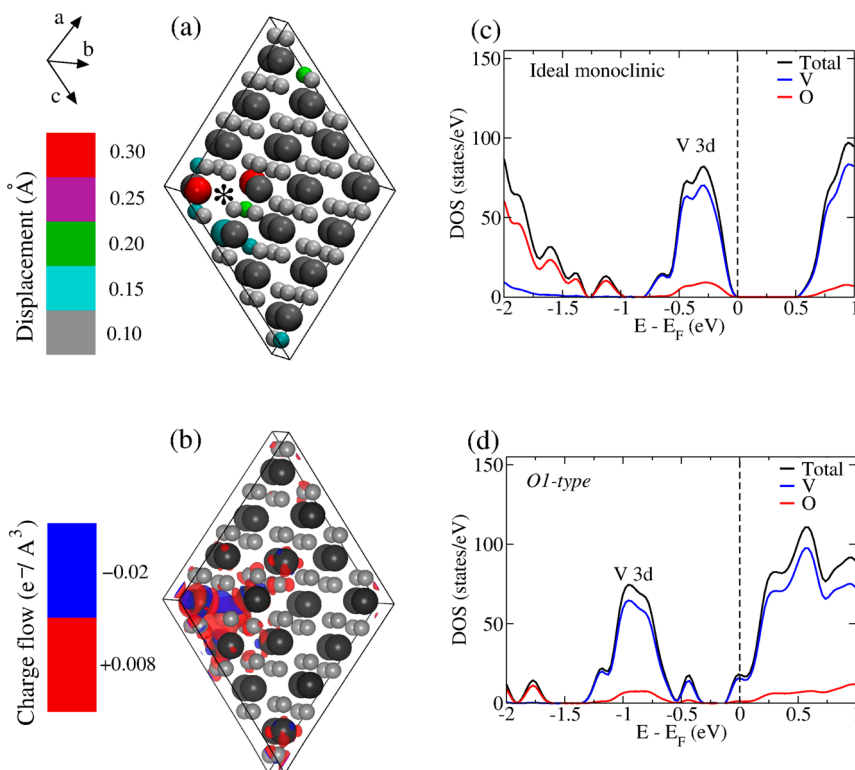 a
b
c
(a)
Displacement (Å)
0.30
0.25
0.20
0.15
0.10
*
(c)
Ideal monoclinic
Total
V
O
V 3d
DOS (states/eV)
150
100
50
0
-2
-1.5
-1
-0.5
0
0.5
1
E - E_F (eV)
(b)
Charge flow (e⁻/ A³)
−0.02
+0.008
(d)
O1-type
Total
V
O
V 3d
DOS (states/eV)
150
100
50
0
-2
-1.5
-1
-0.5
0
0.5
1
E - E_F (eV)